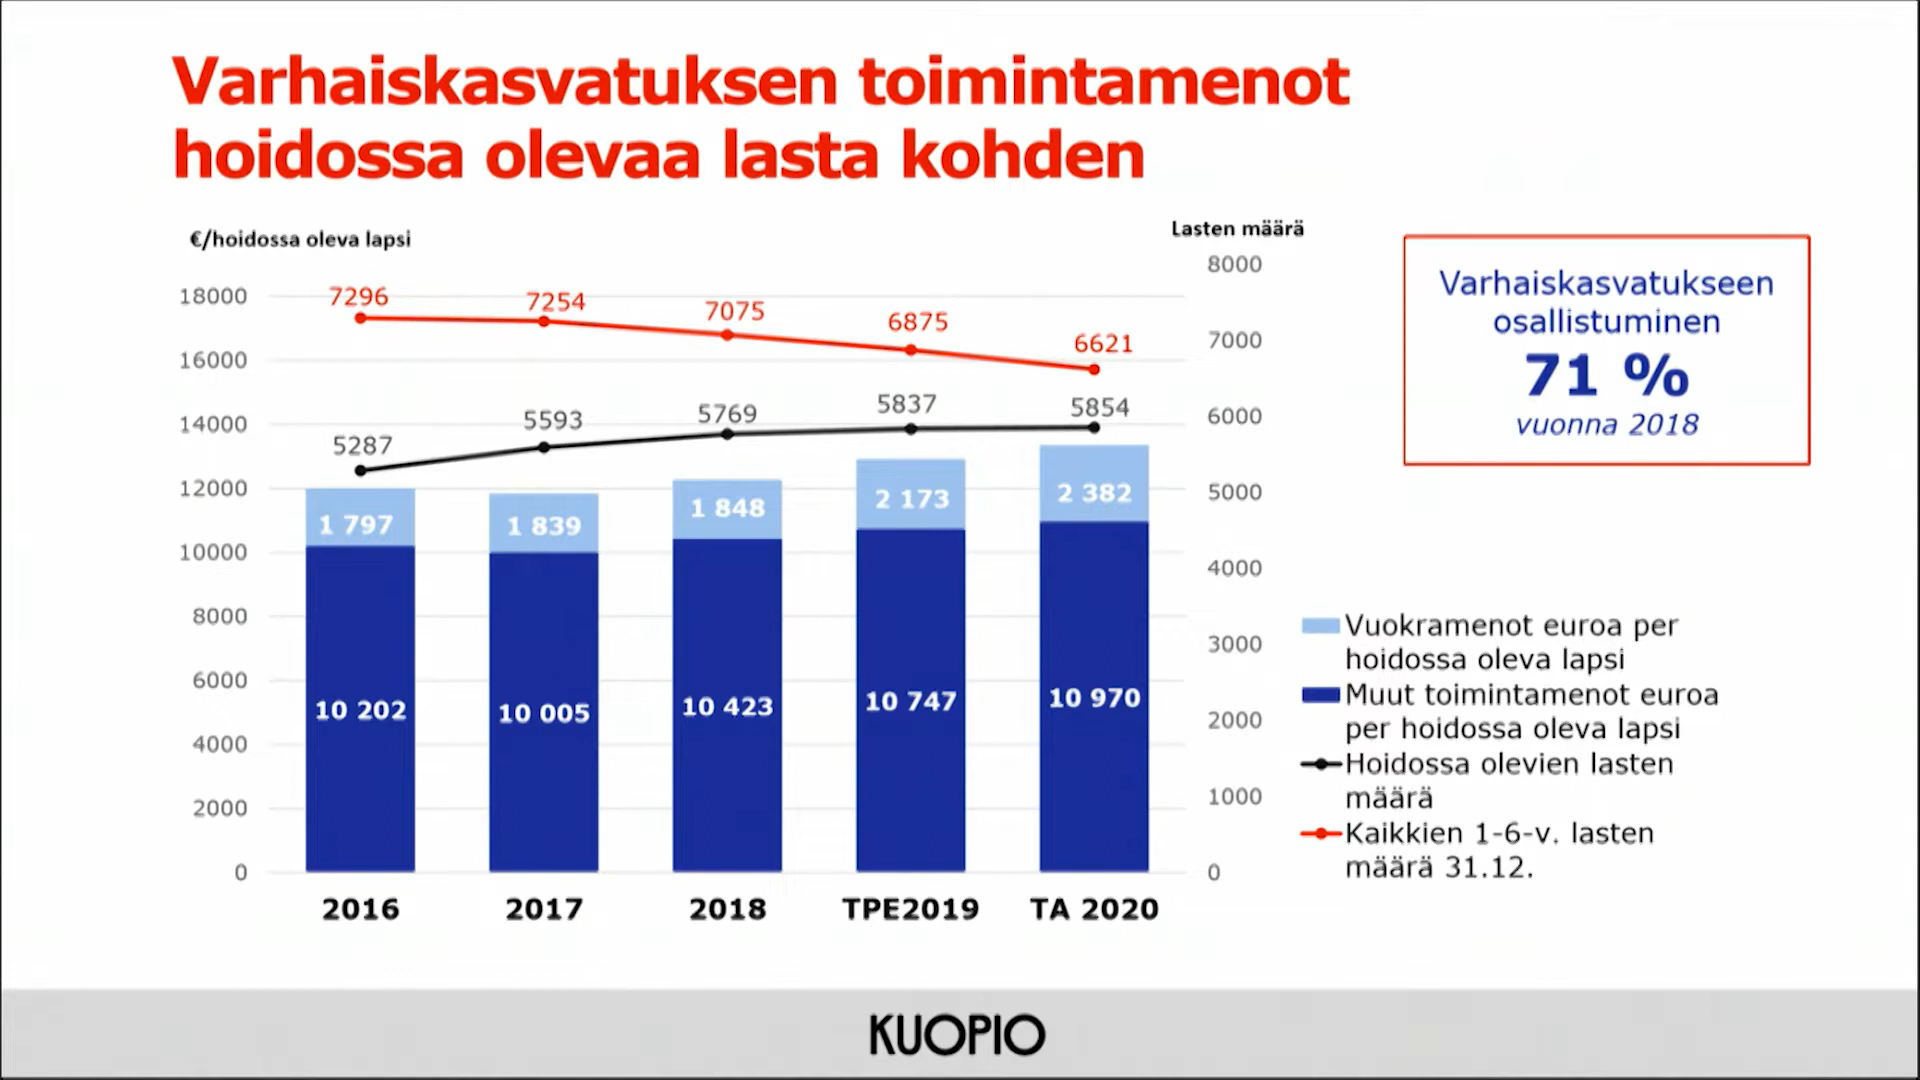 Varhaiskasvatuksen toimintamenot
hoidossa olevaa lasta kohden
€/hoidossa oleva lapsi
Lasten määrä
18000
16000
14000
12000
10000
8000
6000
4000
2000
0
7296
7254
7075
6875
6621
5287
5593
5769
5837
5854
1 797
1 839
1 848
2 173
2 382
10 202
10 005
10 423
10 747
10 970
2016
2017
2018
TPE2019
TA 2020
8000
7000
6000
5000
4000
3000
2000
1000
0
Varhaiskasvatukseen
osallistuminen
71 %
vuonna 2018
Vuokramenot euroa per
hoidossa oleva lapsi
Muut toimintamenot euroa
per hoidossa oleva lapsi
Hoidossa olevien lasten
määrä
Kaikkien 1-6-v. lasten
määrä 31.12.
KUOPIO